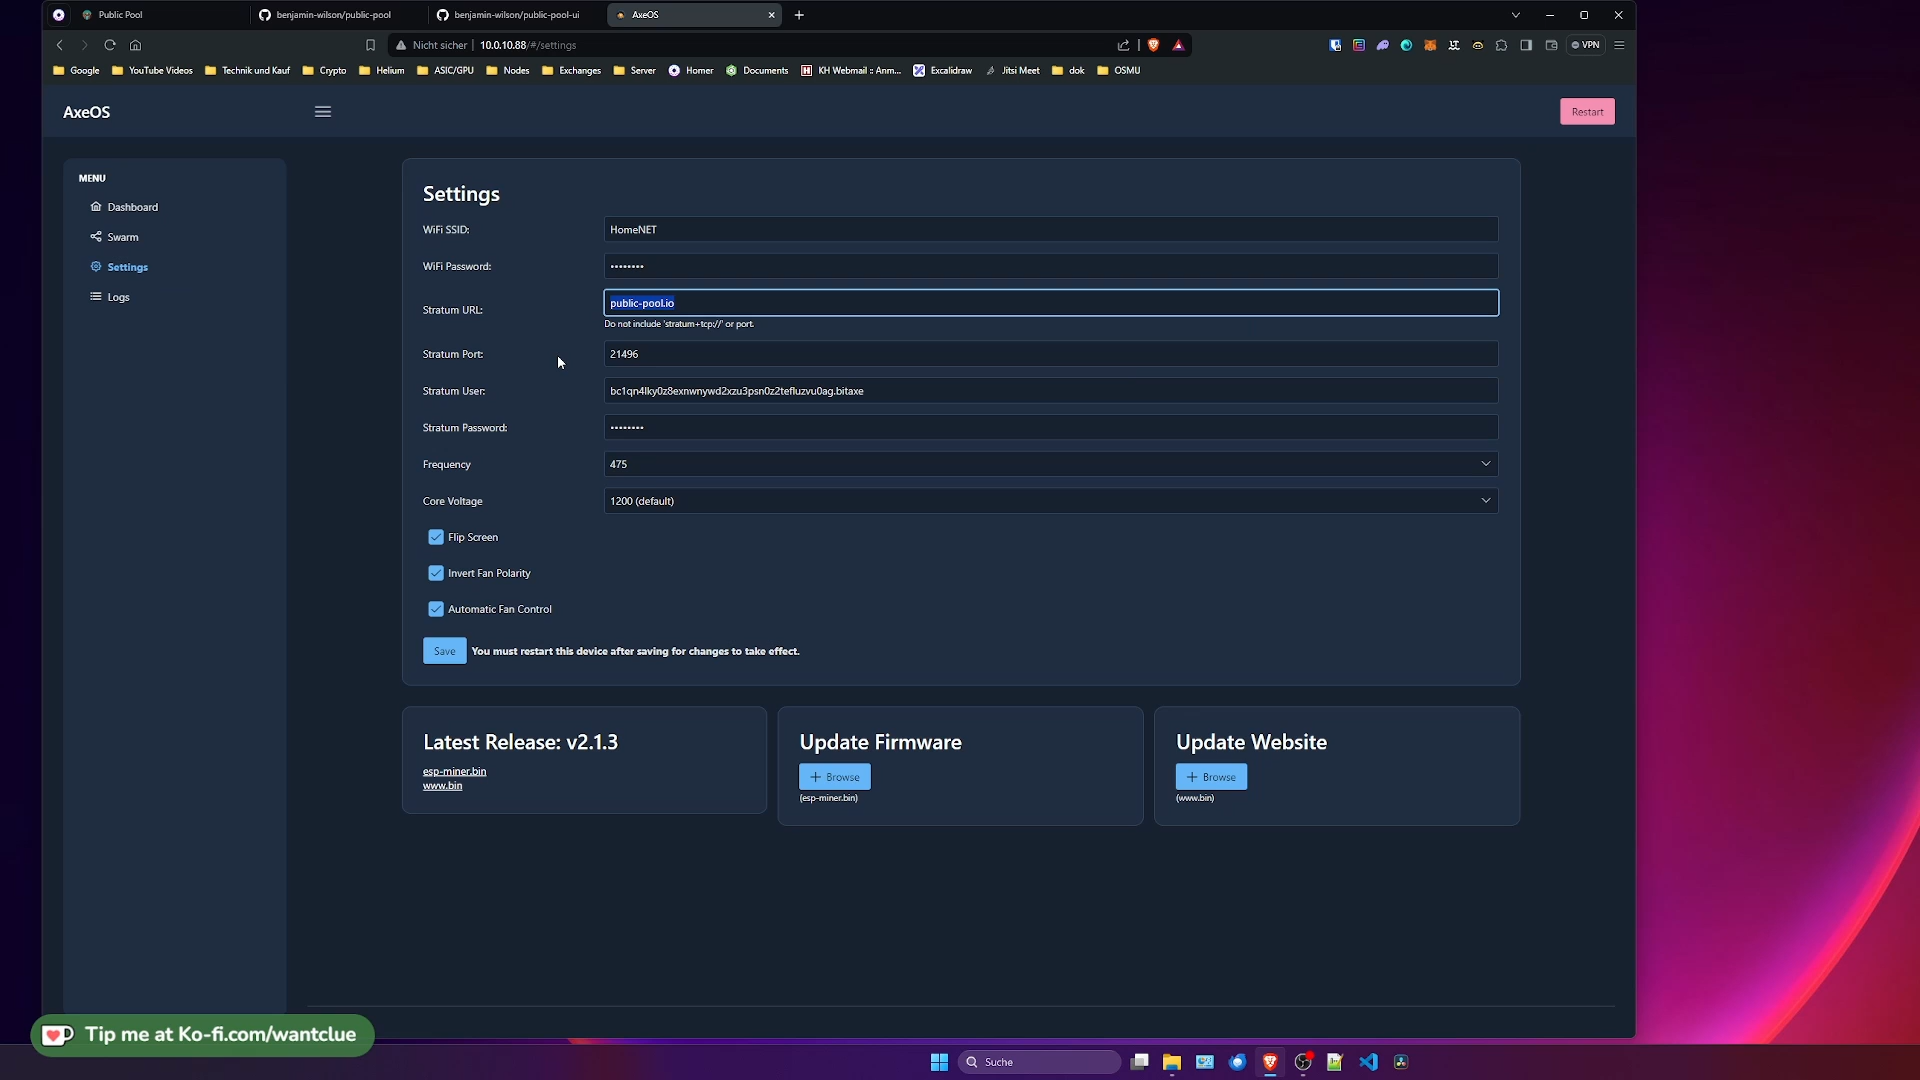 Public Pool
benjamin-wilson/public-pool
benjamin-wilson/public-pool-ui
AxeOS
Nicht sicher
10.0.10.88/#/settings
VPN
Google
YouTube Videos
Technik und Kauf
Crypto
Helium
ASIC/GPU
Nodes
Exchanges
Server
Homer
Documents
KH Webmail :: Anm...
Excalidraw
Jitsi Meet
dok
OSMU
AxeOS
Restart
MENU
Dashboard
Swarm
Settings
Logs
Settings
WiFi SSID:
HomeNET
WiFi Password:
••••••••
Stratum URL:
public-pool.io
Do not include 'stratum+tcp://' or port.
Stratum Port:
21496
Stratum User:
bc1qn4lky0z8exnwnywd2xzu3psn0z2tefluzvu0ag.bitaxe
Stratum Password:
••••••••
Frequency
475
Core Voltage
1200 (default)
Flip Screen
Invert Fan Polarity
Automatic Fan Control
Save
You must restart this device after saving for changes to take effect.
Latest Release: v2.1.3
esp-miner.bin
www.bin
Update Firmware
+ Browse
(esp-miner.bin)
Update Website
+ Browse
(www.bin)
Tip me at Ko-fi.com/wantclue
Suche